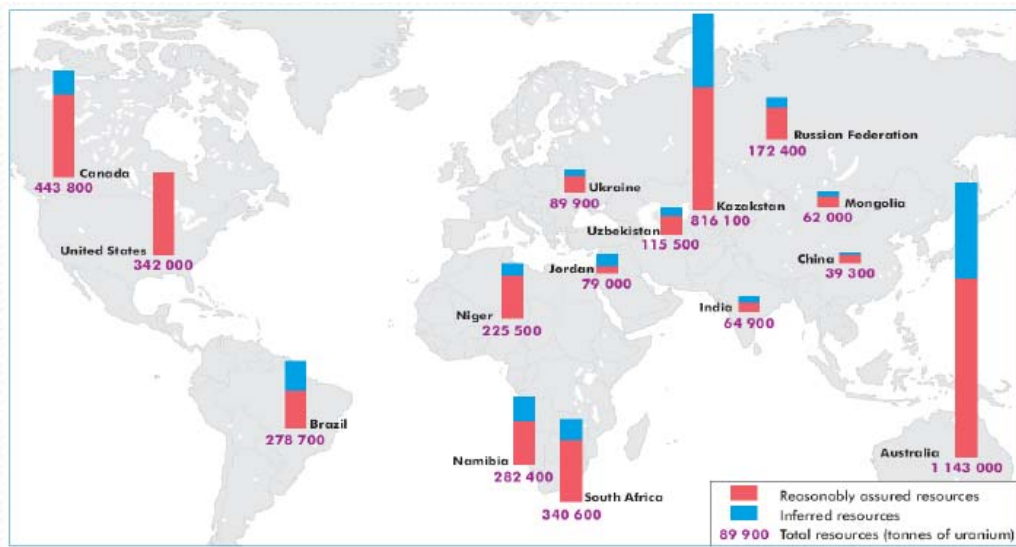 Canada
443 800
United States
342 000
Brazil
278 700
Ukraine
89 900
Uzbekistan
115 500
Kazakstan
816 100
Russian Federation
172 400
Mongolia
62 000
China
39 300
Jordan
79 000
India
64 900
Niger
225 500
Namibia
282 400
South Africa
340 600
Australia
1 143 000
Reasonably assured resources
Inferred resources
89 900 Total resources (tonnes of uranium)